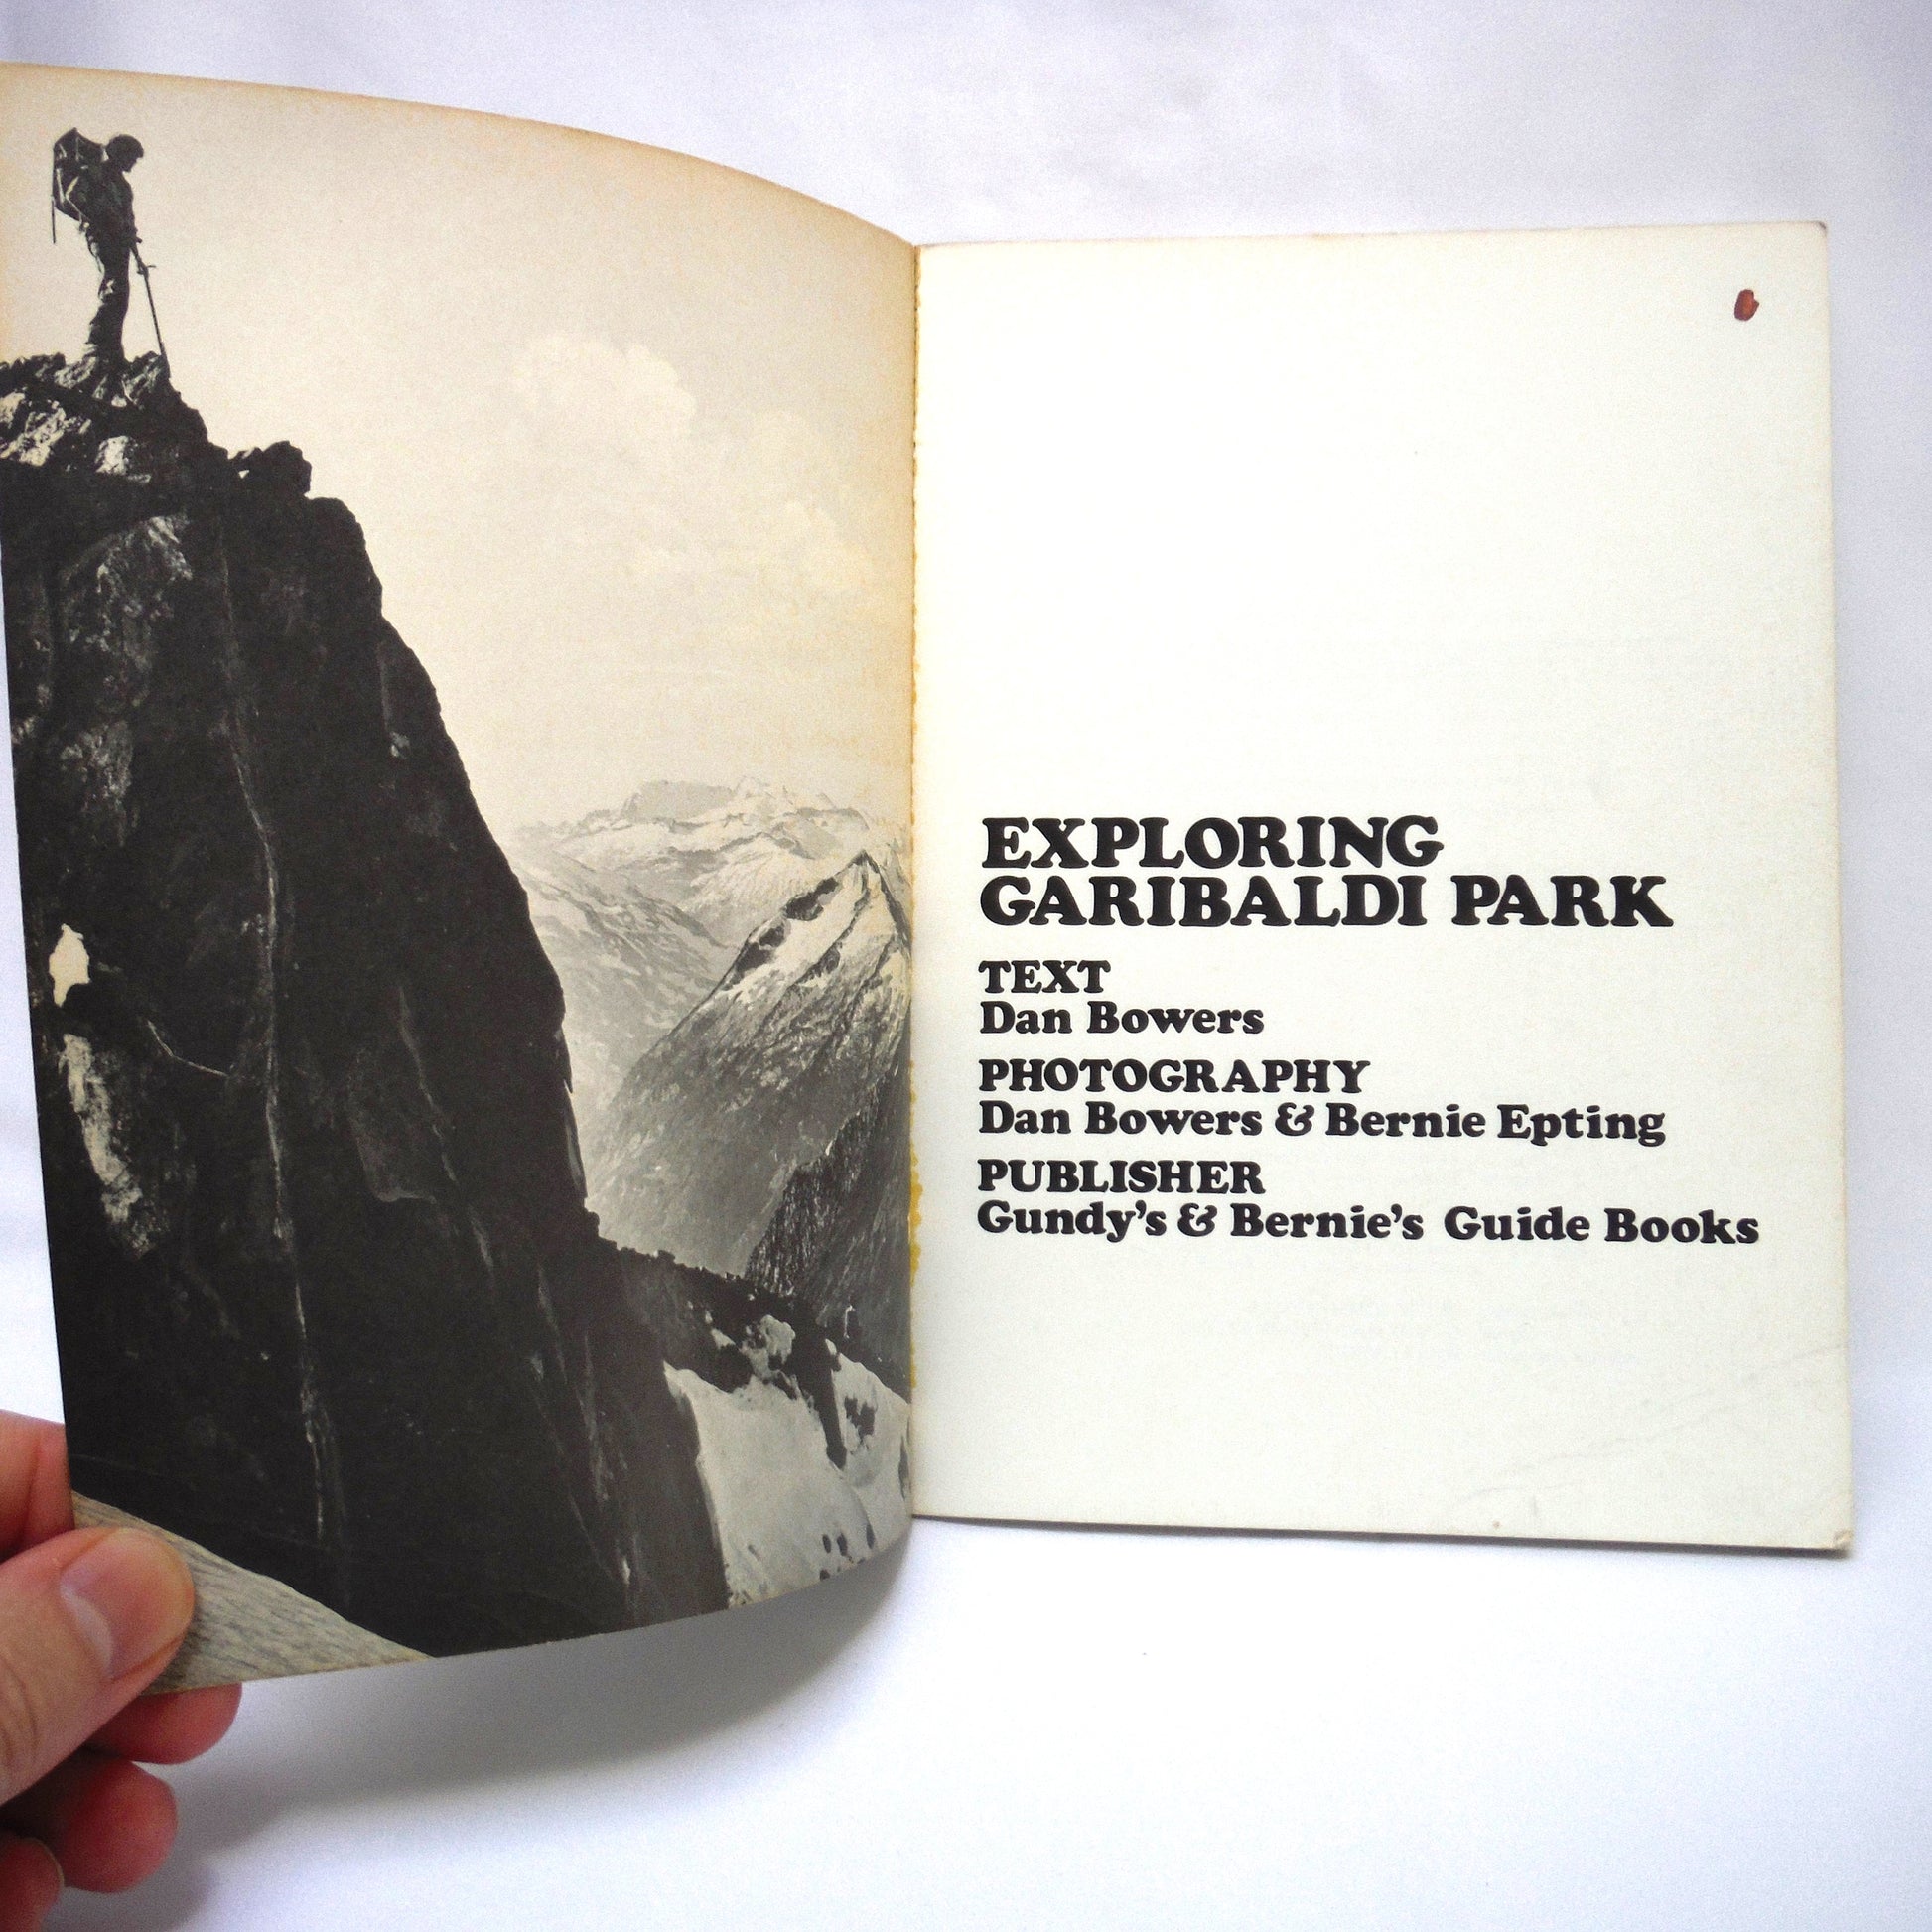 EXPLORING
GARIBALDI PARK
TEXT
Dan Bowers
PHOTOGRAPHY
Dan Bowers & Bernie Epting
PUBLISHER
Gundy's & Bernie's Guide Books